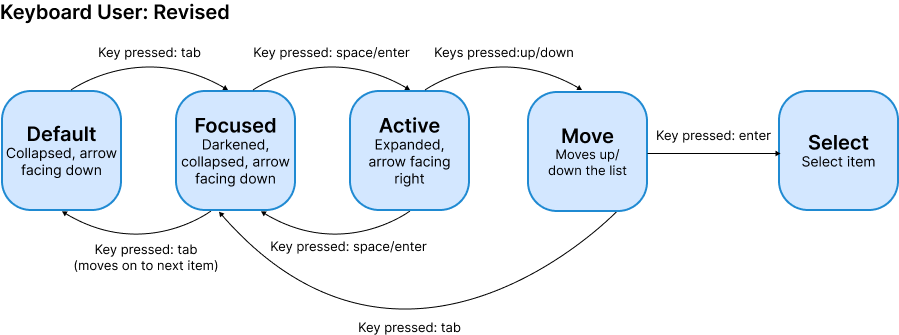 Keyboard User: Revised
Key pressed: tab
Key pressed: space/enter
Keys pressed:up/down
Default
Collapsed, arrow
facing down
Focused
Darkened,
collapsed, arrow
facing down
Active
Expanded,
arrow facing
right
Move
Moves up/
down the list
Key pressed: enter
Select
Select item
Key pressed: tab
(moves on to next item)
Key pressed: space/enter
Key pressed: tab